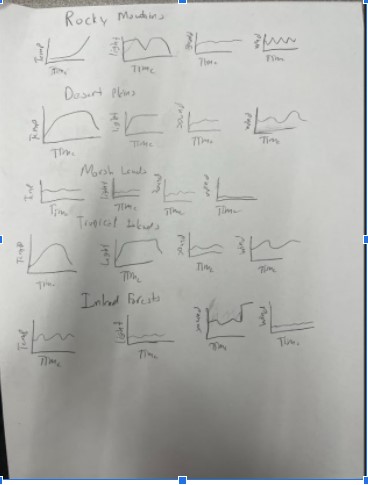 Rocky Mountains
Temp Time Light Time Sound Time Wind Time
Desart Plains
Temp Time Light Time Sound Time Wind Time
Marsh Lands
Temp Time Light Time Sound Time Wind Time
Tropical Islands
Temp Time Light Time Sound Time Wind Time
Inland Forests
Temp Time Light Time Sound Time Wind Time